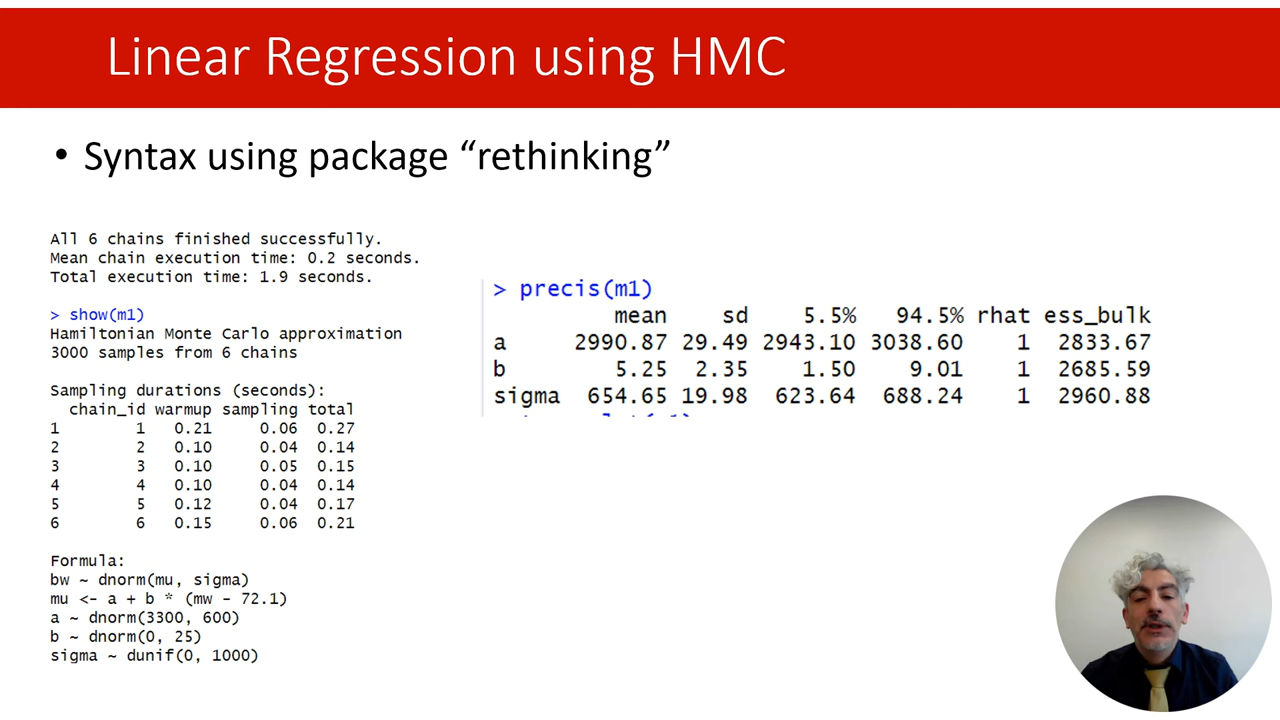 Linear Regression using HMC
• Syntax using package “rethinking”
All 6 chains finished successfully.
Mean chain execution time: 0.2 seconds.
Total execution time: 1.9 seconds.
> show(m1)
Hamiltonian Monte Carlo approximation
3000 samples from 6 chains
Sampling durations (seconds):
chain_id warmup sampling total
1 1 0.21 0.06 0.27
2 2 0.10 0.04 0.14
3 3 0.10 0.05 0.15
4 4 0.10 0.04 0.14
5 5 0.12 0.04 0.17
6 6 0.15 0.06 0.21
Formula:
bw ~ dnorm(mu, sigma)
mu <- a + b * (mw - 72.1)
a ~ dnorm(3300, 600)
b ~ dnorm(0, 25)
sigma ~ dunif(0, 1000)
> precis(m1)
mean sd 5.5% 94.5% rhat ess_bulk
a 2990.87 29.49 2943.10 3038.60 1 2833.67
b 5.25 2.35 1.50 9.01 1 2685.59
sigma 654.65 19.98 623.64 688.24 1 2960.88